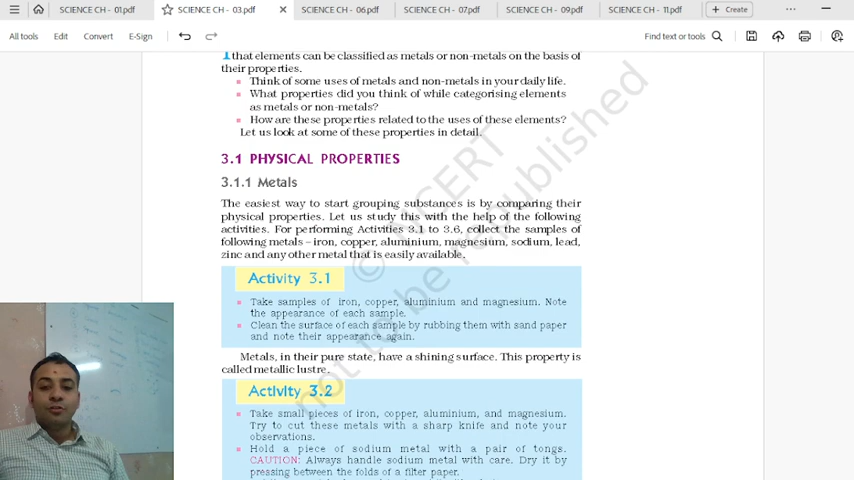 SCIENCE CH - 01.pdf
SCIENCE CH - 03.pdf
SCIENCE CH - 06.pdf
SCIENCE CH - 07.pdf
SCIENCE CH - 09.pdf
SCIENCE CH - 11.pdf
+ Create
All tools Edit Convert E-Sign
Find text or tools
that elements can be classified as metals or non-metals on the basis of
their properties.
Think of some uses of metals and non-metals in your daily life.
What properties did you think of while categorising elements
as metals or non-metals?
How are these properties related to the uses of these elements?
Let us look at some of these properties in detail.
3.1 PHYSICAL PROPERTIES
3.1.1 Metals
The easiest way to start grouping substances is by comparing their
physical properties. Let us study this with the help of the following
activities. For performing Activities 3.1 to 3.6, collect the samples of
following metals – iron, copper, aluminium, magnesium, sodium, lead,
zinc and any other metal that is easily available.
Activity 3.1
Take samples of iron, copper, aluminium and magnesium. Note
the appearance of each sample.
Clean the surface of each sample by rubbing them with sand paper
and note their appearance again.
Metals, in their pure state, have a shining surface. This property is
called metallic lustre.
Activity 3.2
Take small pieces of iron, copper, aluminium, and magnesium.
Try to cut these metals with a sharp knife and note your
observations.
Hold a piece of sodium metal with a pair of tongs.
CAUTION: Always handle sodium metal with care. Dry it by
pressing between the folds of a filter paper.
© NCERT
not to be republished